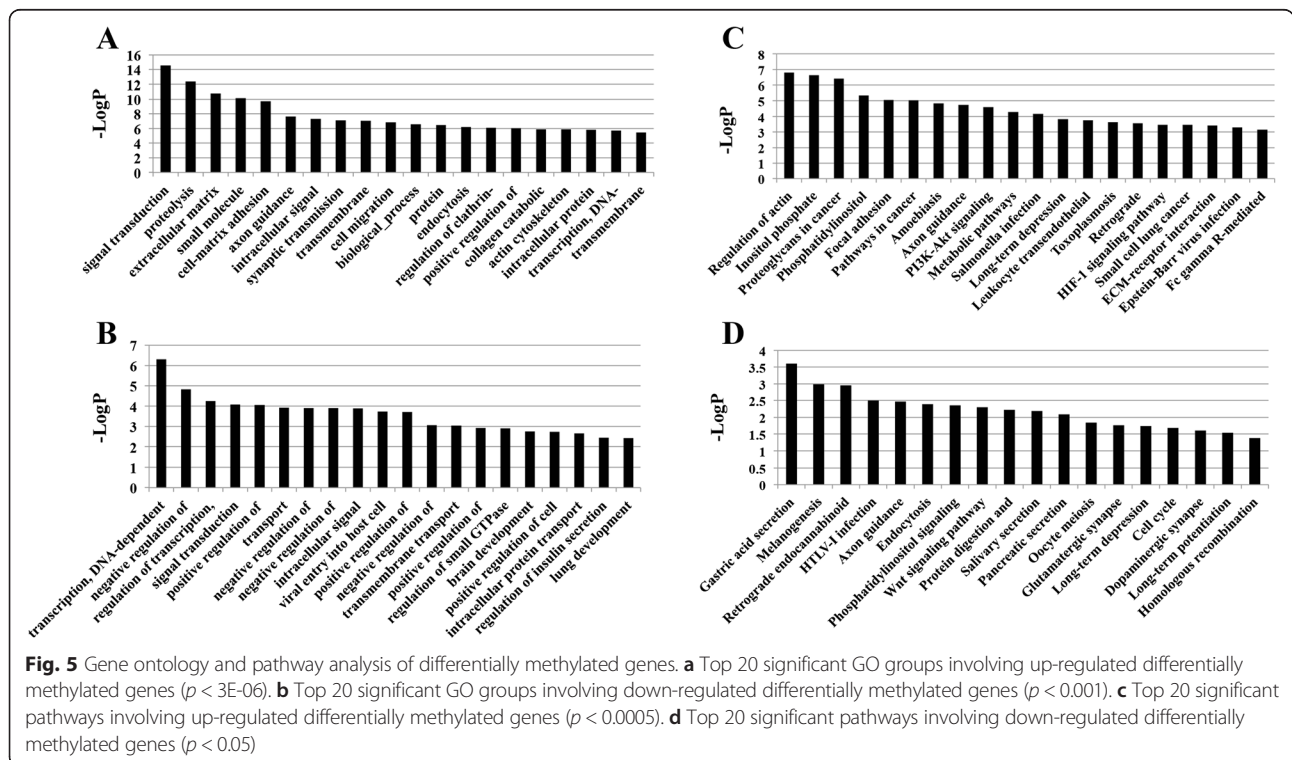 A
-LogP
16
14
12
10
8
6
4
2
0
signal transduction
proteolysis
extracellular matrix
small molecule
cell-matrix adhesion
axon guidance
intracellular signal
synaptic transmission
transmembrane
cell migration
biological_process
protein
endocytosis
regulation of clathrin-
positive regulation of
collagen catabolic
actin cytoskeleton
intracellular protein
transcription, DNA-
transmembrane
C
-LogP
8
7
6
5
4
3
2
1
0
Regulation of actin
Inositol phosphate
Proteoglycans in cancer
Phosphatidylinositol
Focal adhesion
Pathways in cancer
Amoebiasis
Axon guidance
PI3K-Akt signaling
Metabolic pathways
Salmonella infection
Long-term depression
Leukocyte transendothelial
Toxoplasmosis
Retrograde
HIF-1 signaling pathway
Small cell lung cancer
ECM-receptor interaction
Epstein-Barr virus infection
Fc gamma R-mediated
B
-LogP
7
6
5
4
3
2
1
0
transcription, DNA-dependent
negative regulation of
regulation of transcription,
signal transduction
positive regulation of
transport
negative regulation of
negative regulation of
intracellular signal
viral entry into host cell
positive regulation of
negative regulation of
transmembrane transport
positive regulation of
regulation of small GTPase
brain development
positive regulation of cell
intracellular protein transport
regulation of insulin secretion
lung development
D
-LogP
4
3.5
3
2.5
2
1.5
1
0.5
0
Gastric acid secretion
Melanogenesis
Retrograde endocannabinoid
HTLV-I infection
Axon guidance
Endocytosis
Phosphatidylinositol signaling
Wnt signaling pathway
Protein digestion and
Salivary secretion
Pancreatic secretion
Oocyte meiosis
Glutamatergic synapse
Long-term depression
Cell cycle
Dopaminergic synapse
Long-term potentiation
Homologous recombination
Fig. 5 Gene ontology and pathway analysis of differentially methylated genes. a Top 20 significant GO groups involving up-regulated differentially
methylated genes (p < 3E-06). b Top 20 significant GO groups involving down-regulated differentially methylated genes (p < 0.001). c Top 20 significant
pathways involving up-regulated differentially methylated genes (p < 0.0005). d Top 20 significant pathways involving down-regulated differentially
methylated genes (p < 0.05)